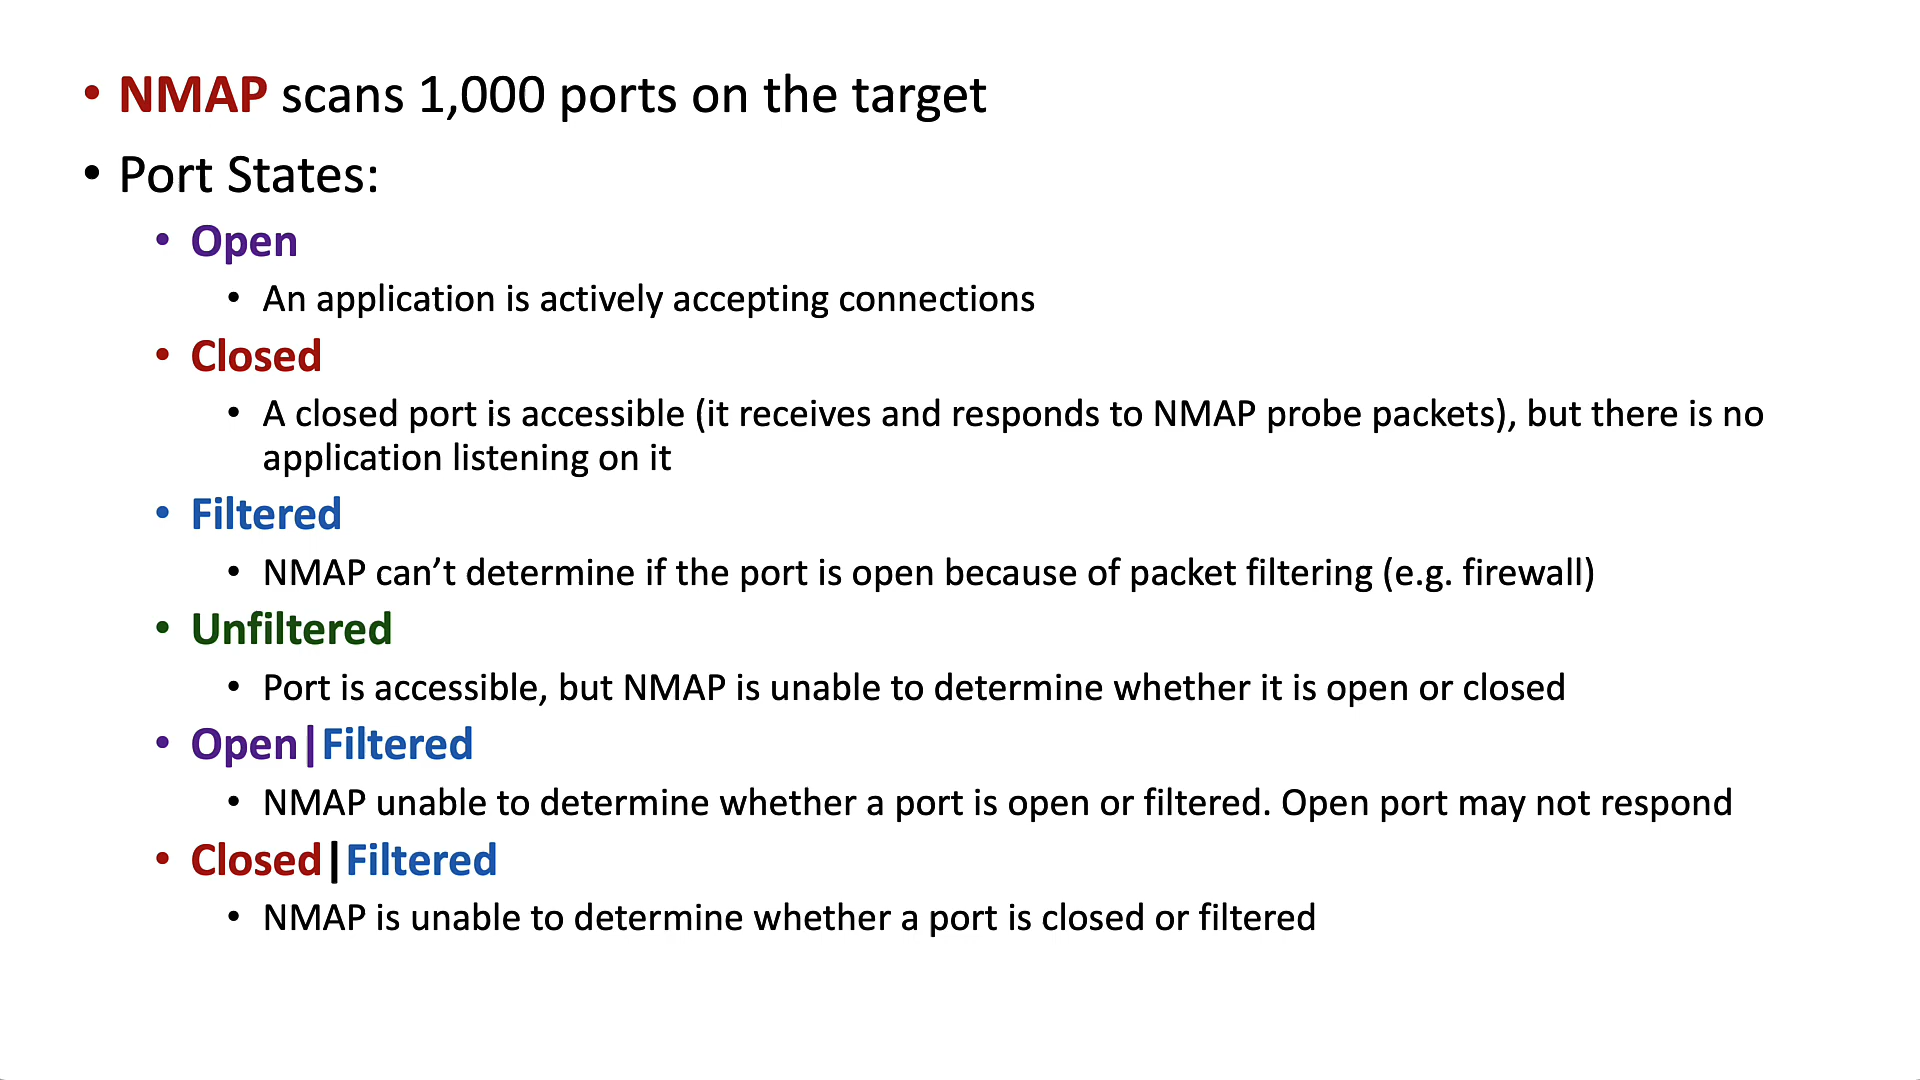 • NMAP scans 1,000 ports on the target
• Port States:
• Open
• An application is actively accepting connections
• Closed
• A closed port is accessible (it receives and responds to NMAP probe packets), but there is no
application listening on it
• Filtered
• NMAP can’t determine if the port is open because of packet filtering (e.g. firewall)
• Unfiltered
• Port is accessible, but NMAP is unable to determine whether it is open or closed
• Open|Filtered
• NMAP unable to determine whether a port is open or filtered. Open port may not respond
• Closed|Filtered
• NMAP is unable to determine whether a port is closed or filtered